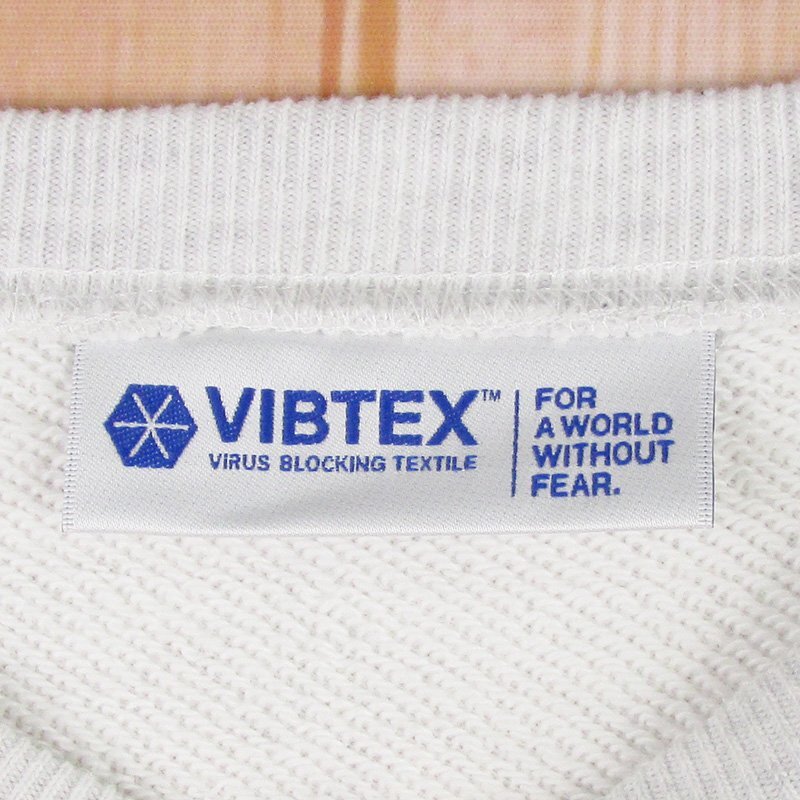 VIBTEX™
VIRUS BLOCKING TEXTILE
FOR
A WORLD
WITHOUT
FEAR.